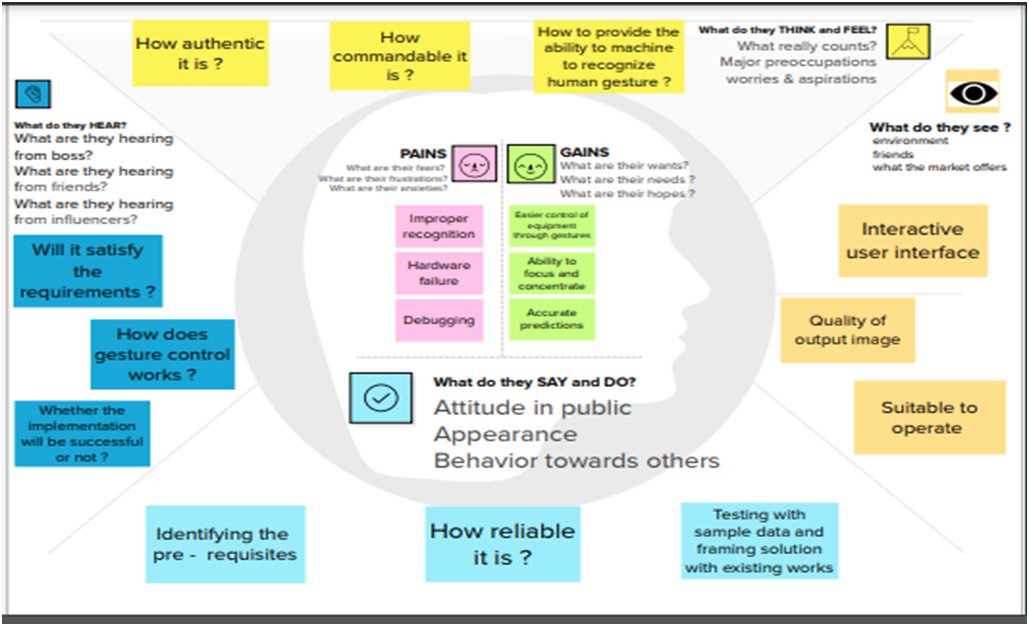 How authentic
it is ?
How
commandable it
is ?
How to provide the
ability to machine
to recognize
human gesture ?
What do they THINK and FEEL?
What really counts?
Major preoccupations
worries & aspirations
What do they HEAR?
What are they hearing
from boss?
What are they hearing
from friends?
What are they hearing
from influencers?
What do they see ?
environment
friends
what the market offers
PAINS
What are their fears?
What are their frustrations?
What are their anxieties?
GAINS
What are their wants?
What are their needs ?
What are their hopes ?
Improper
recognition
Hardware
failure
Debugging
Easier control of
equipment
through gestures
Ability to
focus and
concentrate
Accurate
predictions
Will it satisfy
the
requirements ?
How does
gesture control
works ?
Whether the
implementation
will be successful
or not ?
Interactive
user interface
Quality of
output image
Suitable to
operate
What do they SAY and DO?
Attitude in public
Appearance
Behavior towards others
Identifying the
pre - requisites
How reliable
it is ?
Testing with
sample data and
framing solution
with existing works